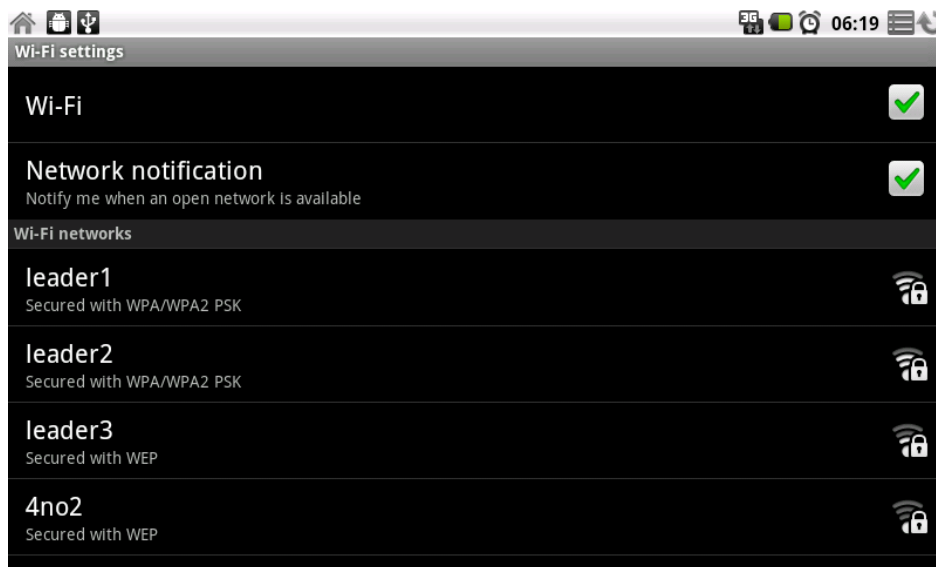 3G 06:19
Wi-Fi settings
Wi-Fi
Network notification
Notify me when an open network is available
Wi-Fi networks
leader1
Secured with WPA/WPA2 PSK
leader2
Secured with WPA/WPA2 PSK
leader3
Secured with WEP
4no2
Secured with WEP